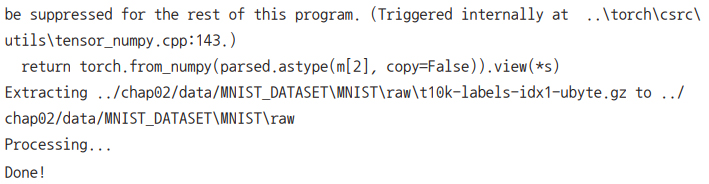 be suppressed for the rest of this program. (Triggered internally at  ..\torch\csrc\
utils\tensor_numpy.cpp:143.)
  return torch.from_numpy(parsed.astype(m[2], copy=False)).view(*s)
Extracting ../chap02/data/MNIST_DATASET\MNIST\raw\t10k-labels-idx1-ubyte.gz to ../
chap02/data/MNIST_DATASET\MNIST\raw
Processing...
Done!